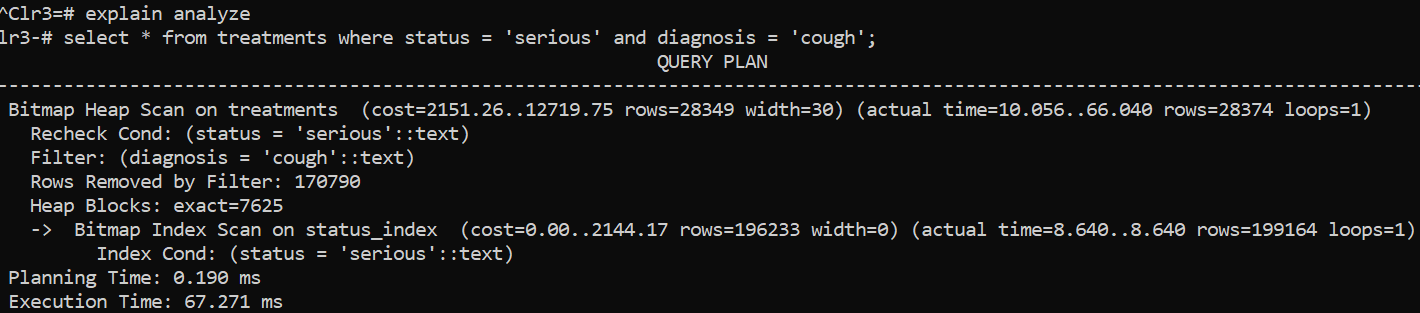 ^Clr3=# explain analyze
lr3-# select * from treatments where status = 'serious' and diagnosis = 'cough';
QUERY PLAN
--------------------------------------------------------------------------------------------------------------------------------
Bitmap Heap Scan on treatments  (cost=2151.26..12719.75 rows=28349 width=30) (actual time=10.056..66.040 rows=28374 loops=1)
Recheck Cond: (status = 'serious'::text)
Filter: (diagnosis = 'cough'::text)
Rows Removed by Filter: 170790
Heap Blocks: exact=7625
->  Bitmap Index Scan on status_index  (cost=0.00..2144.17 rows=196233 width=0) (actual time=8.640..8.640 rows=199164 loops=1)
Index Cond: (status = 'serious'::text)
Planning Time: 0.190 ms
Execution Time: 67.271 ms